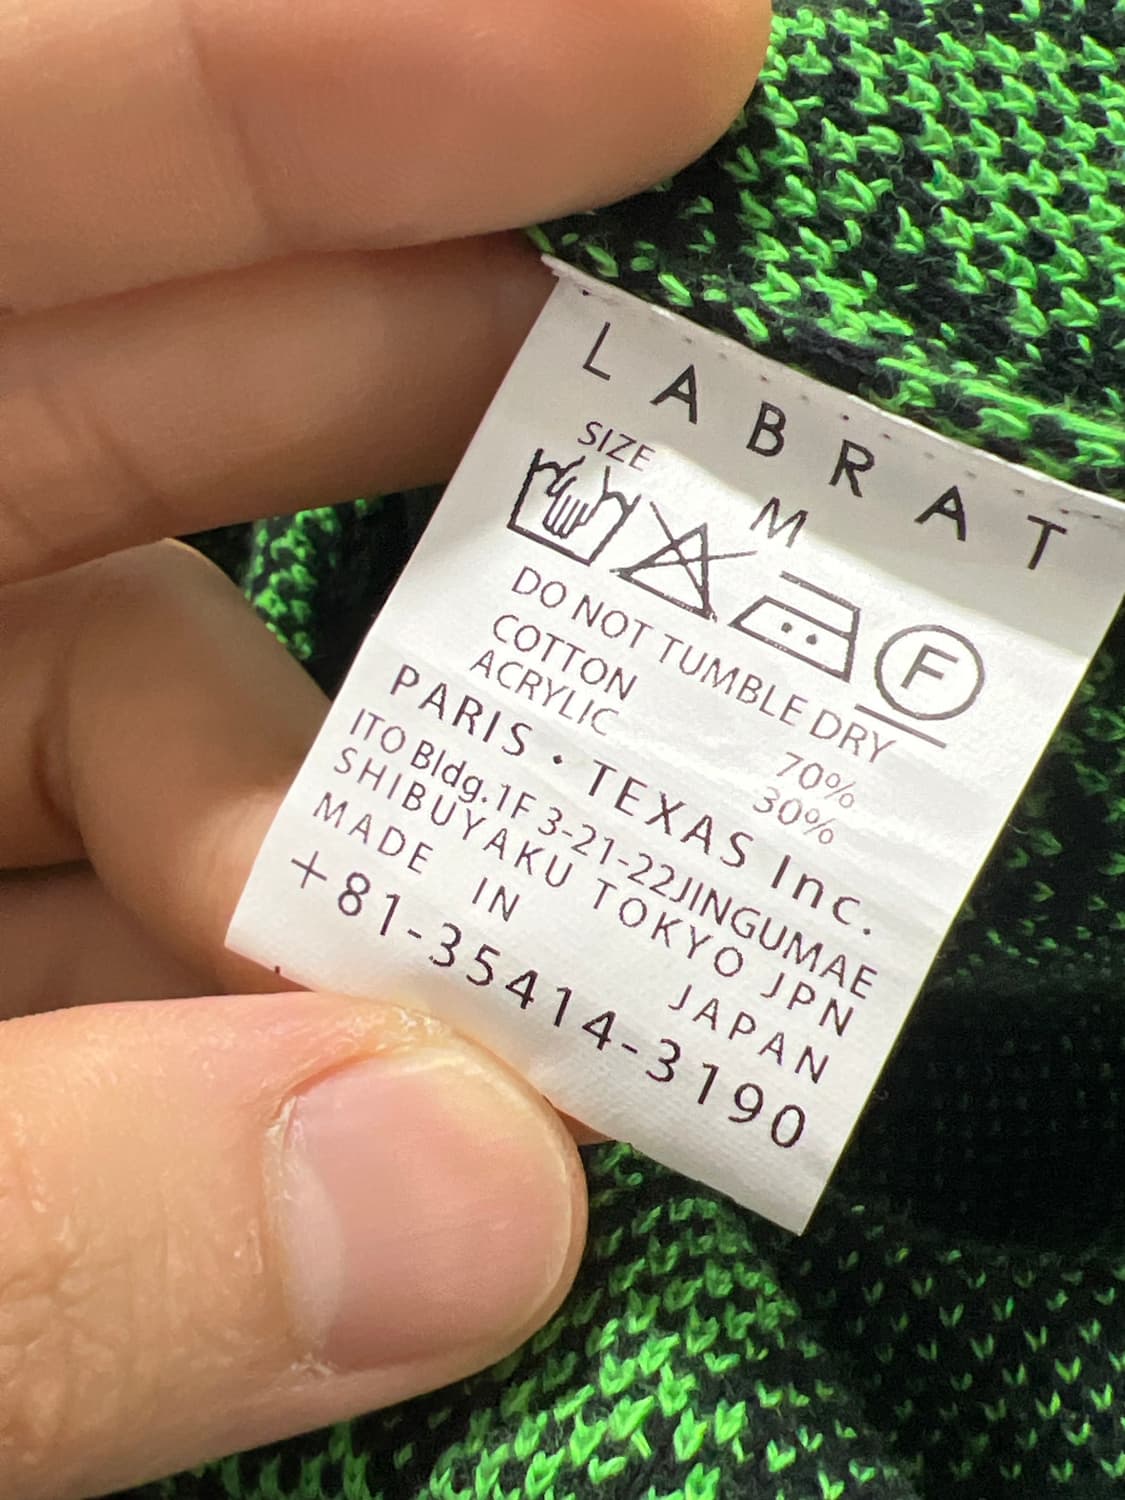 LABRAT
SIZE M
F
DO NOT TUMBLE DRY
COTTON 70%
ACRYLIC 30%
PARIS・TEXAS Inc.
ITO Bldg.1F 3-21-22JINGUMAE
SHIBUYAKU TOKYO JPN
MADE IN JAPAN
+81-35414-3190